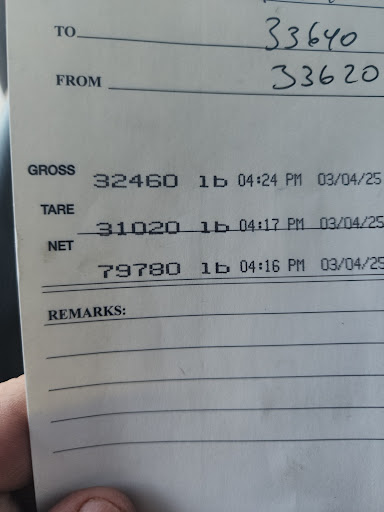 TO 33640
FROM 33620
GROSS 32460 lb 04:24 PM 03/04/25
TARE 31020 lb 04:17 PM 03/04/25
NET 79780 lb 04:16 PM 03/04/25
REMARKS: